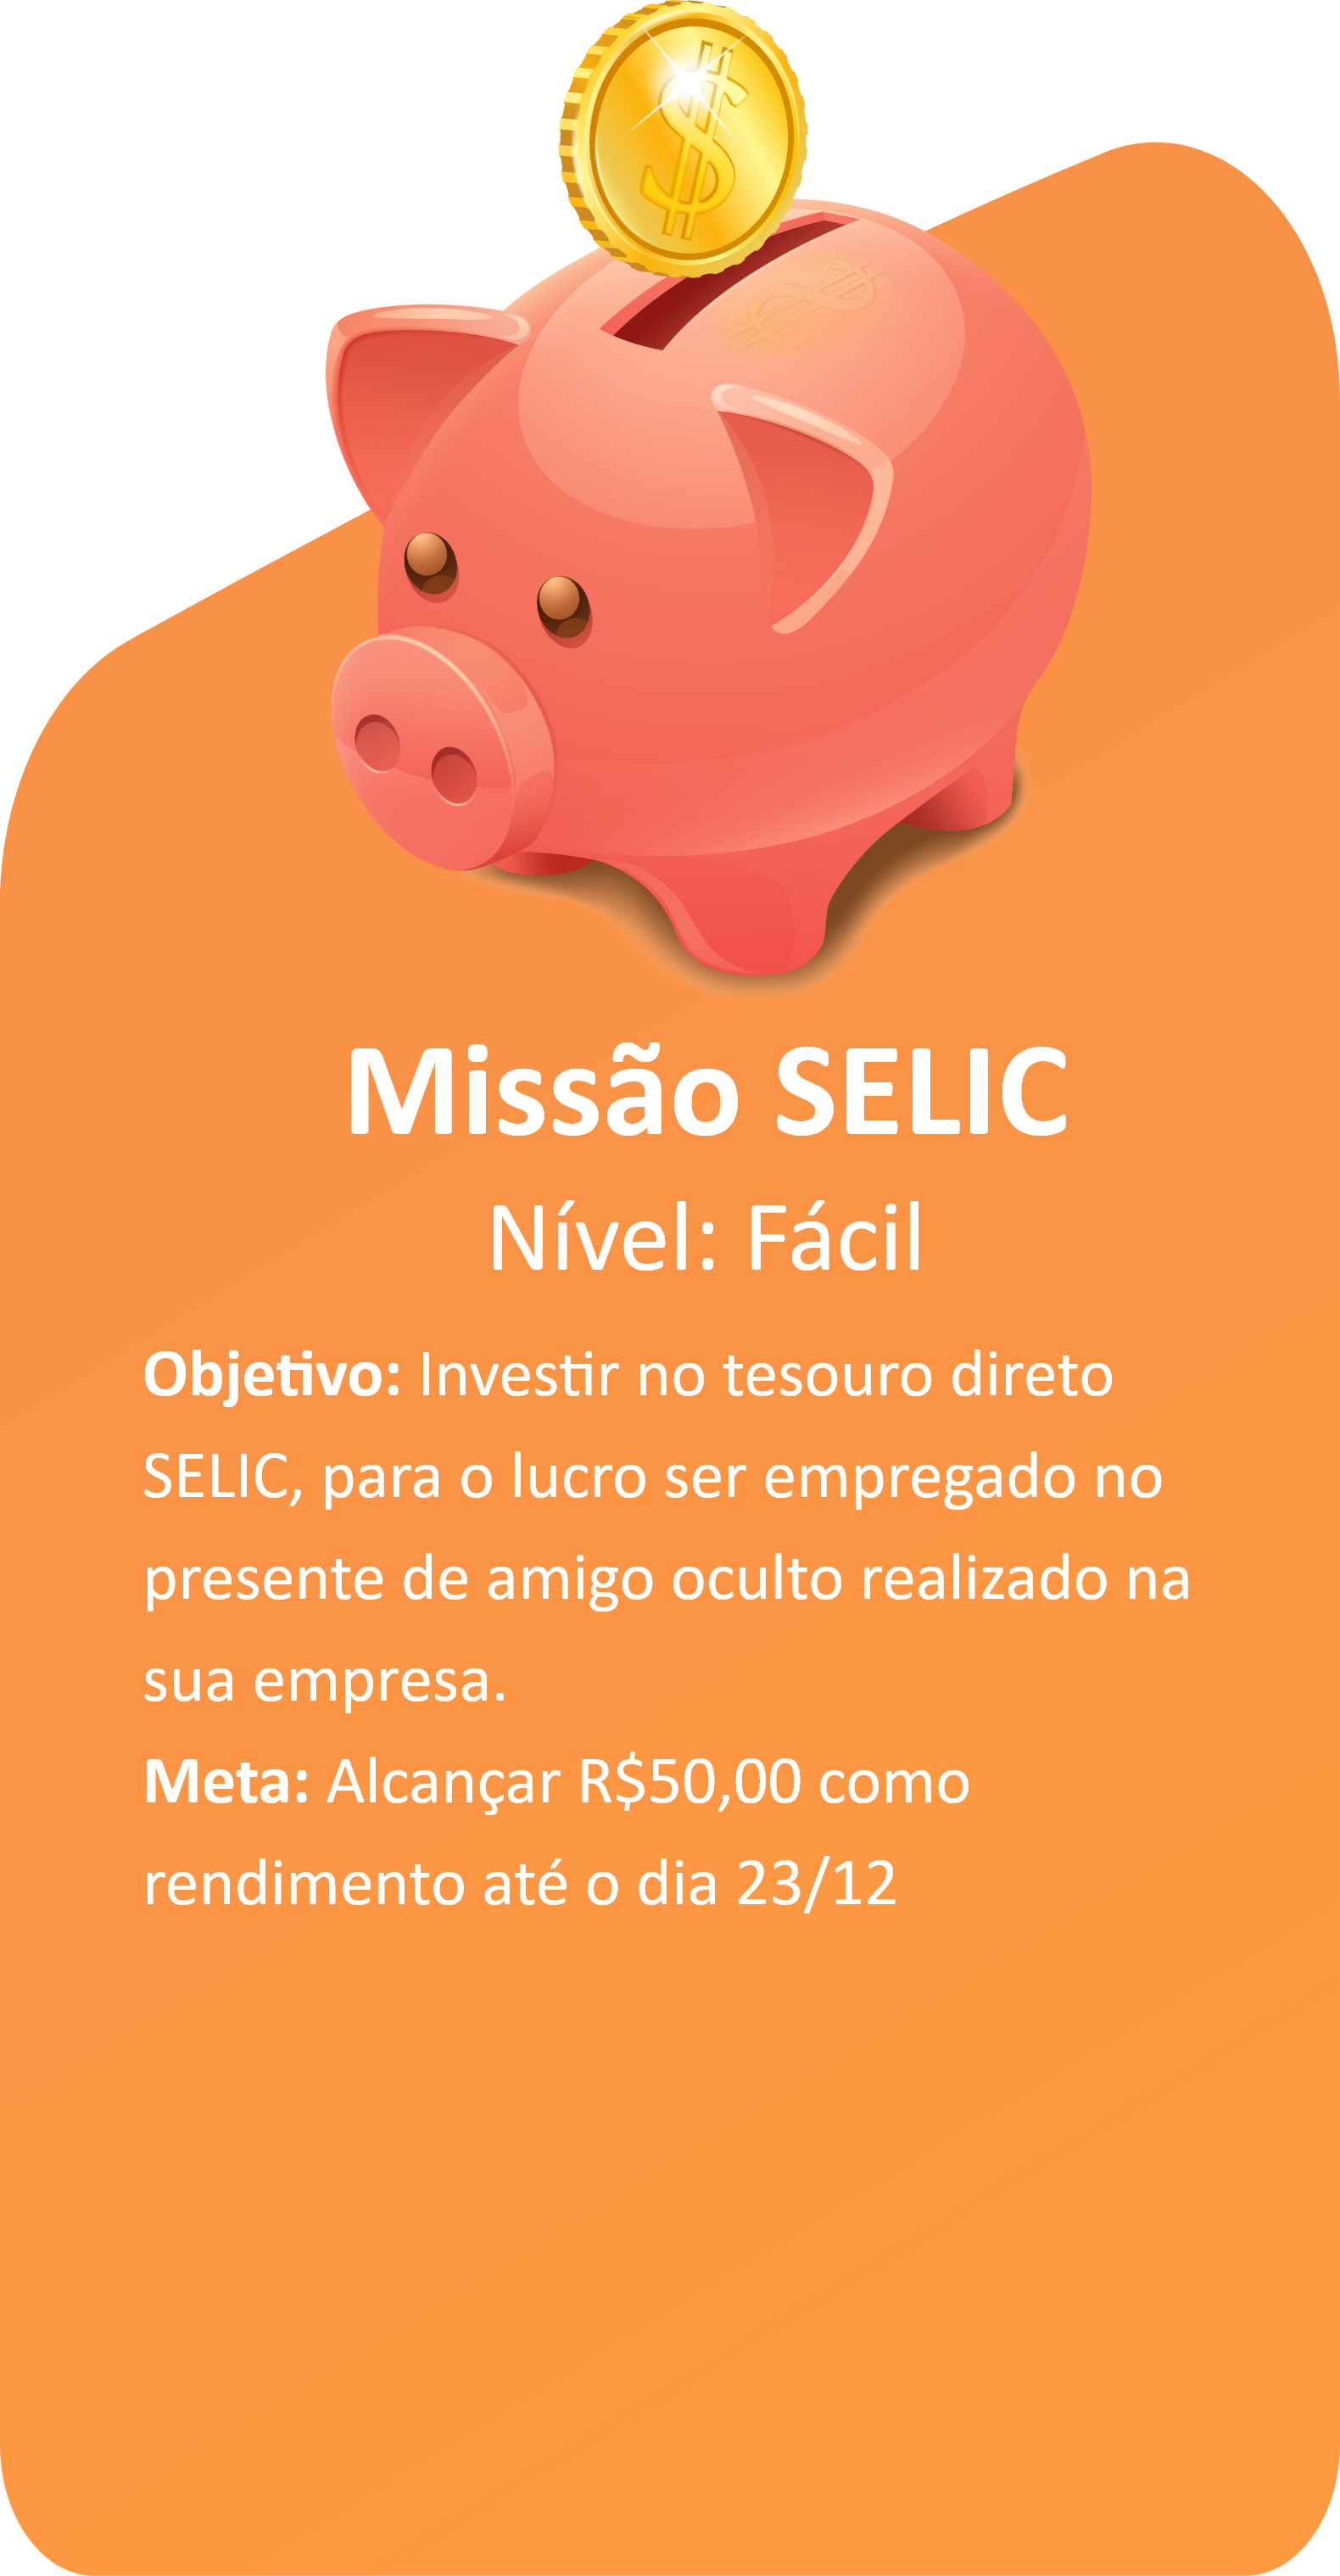 Missão SELIC
Nível: Fácil
Objetivo: Investir no tesouro direto
SELIC, para o lucro ser empregado no
presente de amigo oculto realizado na
sua empresa.
Meta: Alcançar R$50,00 como
rendimento até o dia 23/12